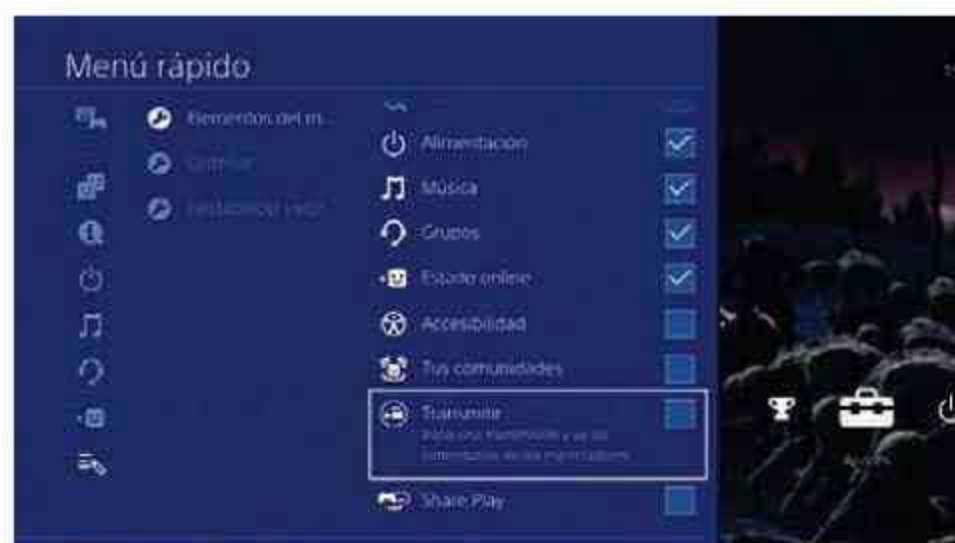 Menú rápido
Elementos del m...
Alimentación
Música
Grupos
Estado online
Accesibilidad
Tus comunidades
Transmitir
Share Play